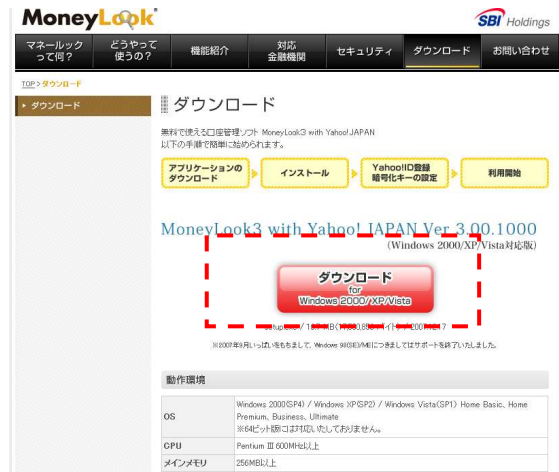 MoneyLook
SBI Holdings
マネールックって何？
どうやって使うの？
機能紹介
対応金融機関
セキュリティ
ダウンロード
お問い合わせ
TOP > ダウンロード
ダウンロード
ダウンロード
無料で使える口座管理ソフト MoneyLook3 with Yahoo!JAPAN
以下の手順で簡単に始められます。
アプリケーションのダウンロード
インストール
Yahoo!ID登録
暗号化キーの設定
利用開始
MoneyLook3 with Yahoo! JAPAN Ver 3.00.1000
(Windows 2000/XP/Vista対応版)
ダウンロード
for
Windows 2000/XP/Vista
※2007年9月いっぱいをもちまして、Windows 98(SE)/MEにつきましてはサポートを終了いたしました。
動作環境
OS
Windows 2000(SP4) / Windows XP(SP2) / Windows Vista(SP1) Home Basic、Home
Premium、Business、Ultimate
※64ビット版には対応いたしておりません。
CPU
Pentium Ⅲ 600MHz以上
メインメモリ
256MB以上